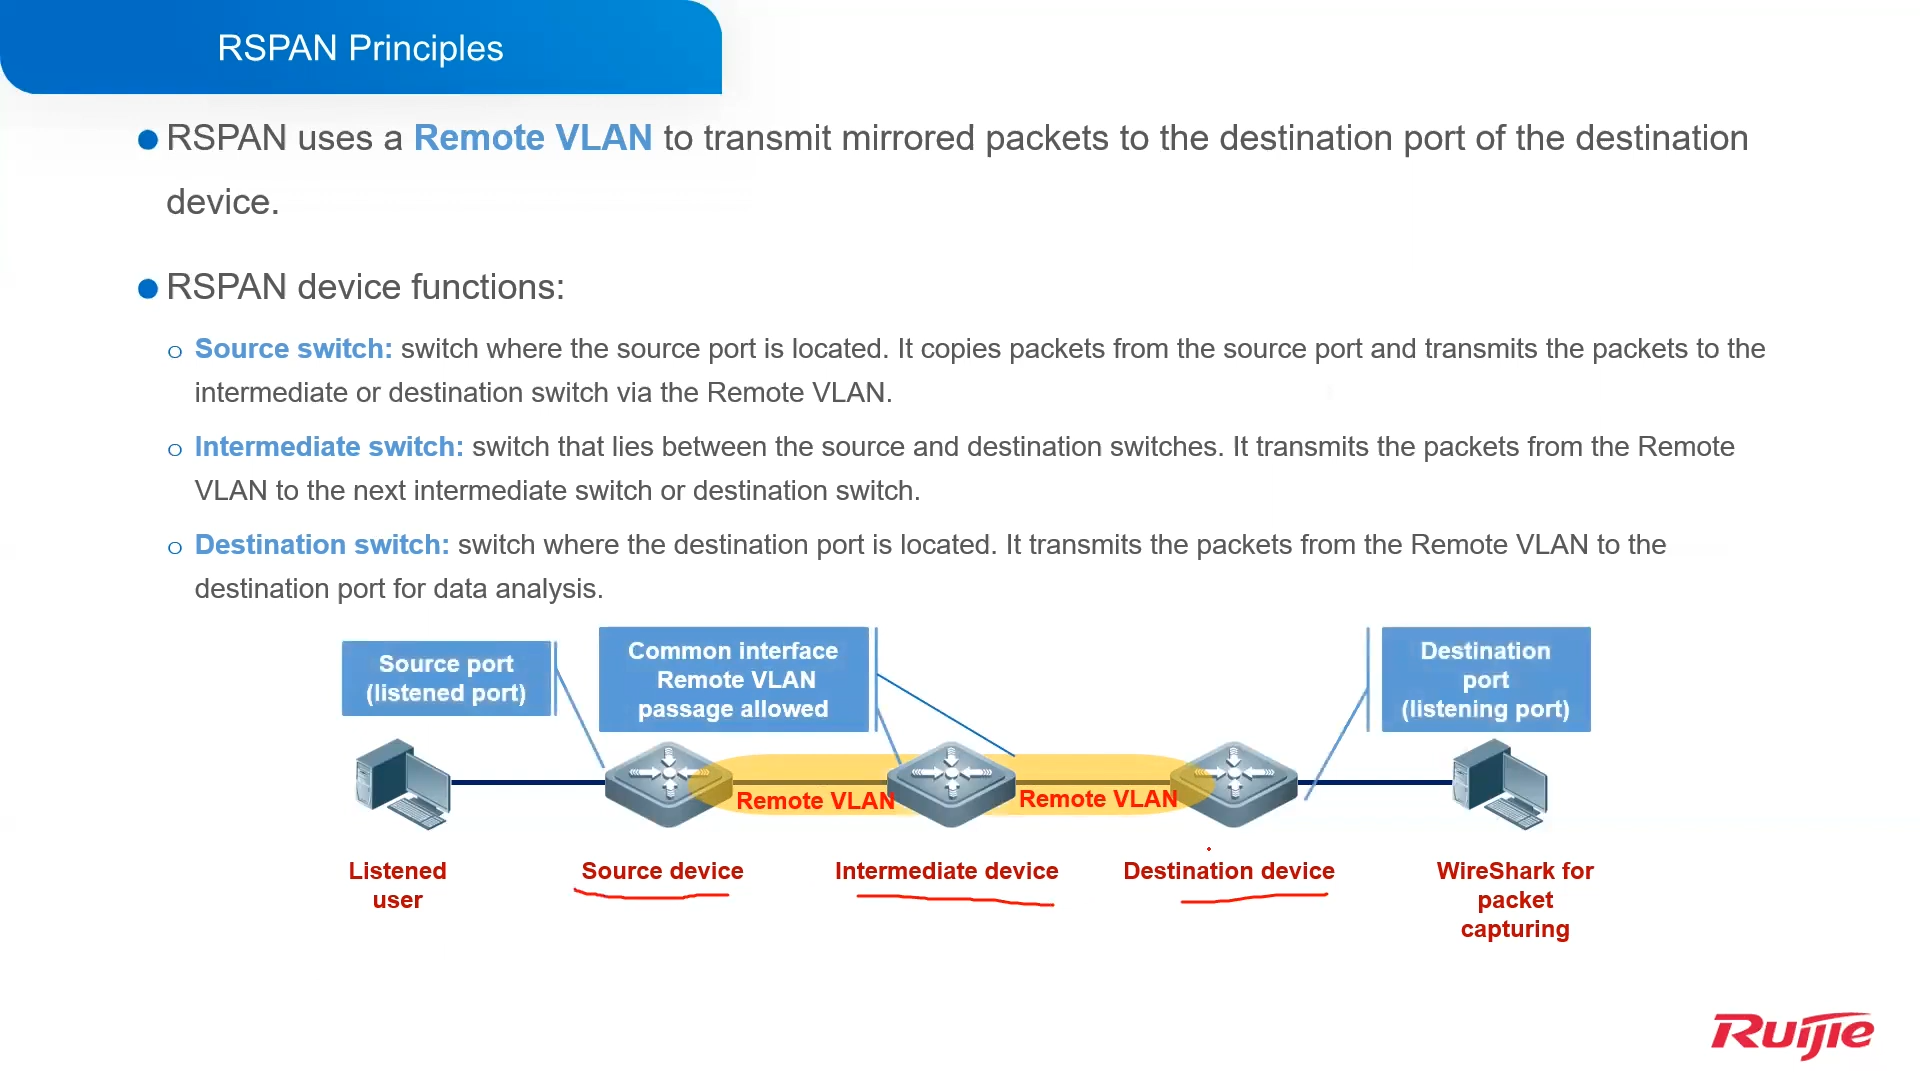 RSPAN Principles
RSPAN uses a Remote VLAN to transmit mirrored packets to the destination port of the destination
device.
RSPAN device functions:
Source switch: switch where the source port is located. It copies packets from the source port and transmits the packets to the
intermediate or destination switch via the Remote VLAN.
Intermediate switch: switch that lies between the source and destination switches. It transmits the packets from the Remote
VLAN to the next intermediate switch or destination switch.
Destination switch: switch where the destination port is located. It transmits the packets from the Remote VLAN to the
destination port for data analysis.
Source port
(listened port)
Common interface
Remote VLAN
passage allowed
Destination
port
(listening port)
Remote VLAN
Remote VLAN
Listened
user
Source device
Intermediate device
Destination device
WireShark for
packet
capturing
Ruijie